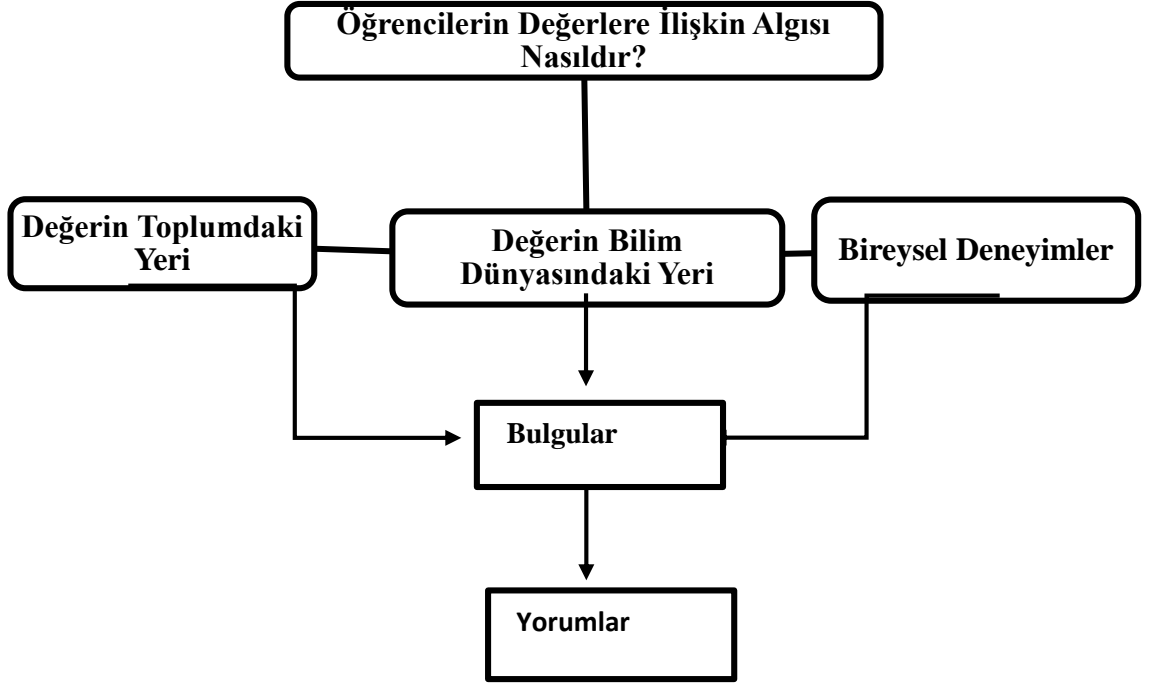 Öğrencilerin Değerlere İlişkin Algısı
Nasıldır?
Değerin Toplumdaki
Yeri
Değerin Bilim
Dünyasındaki Yeri
Bireysel Deneyimler
Bulgular
Yorumlar